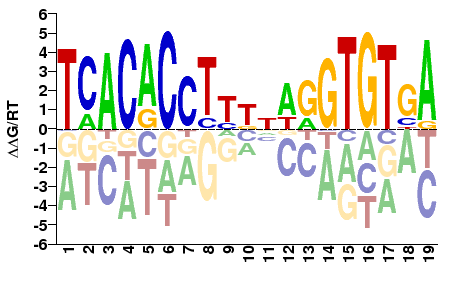 ΔΔG/RT
6
5
4
3
2
1
0
-1
-2
-3
-4
-5
-6
T C A C A C C T T T T A G G T G T G A
A G C C G T G A
G G T T C G T G A C C C C T C A C A T
A T G T G A G C G A C C A A C G A C
C A T T A A G T A
1 2 3 4 5 6 7 8 9 10 11 12 13 14 15 16 17 18 19